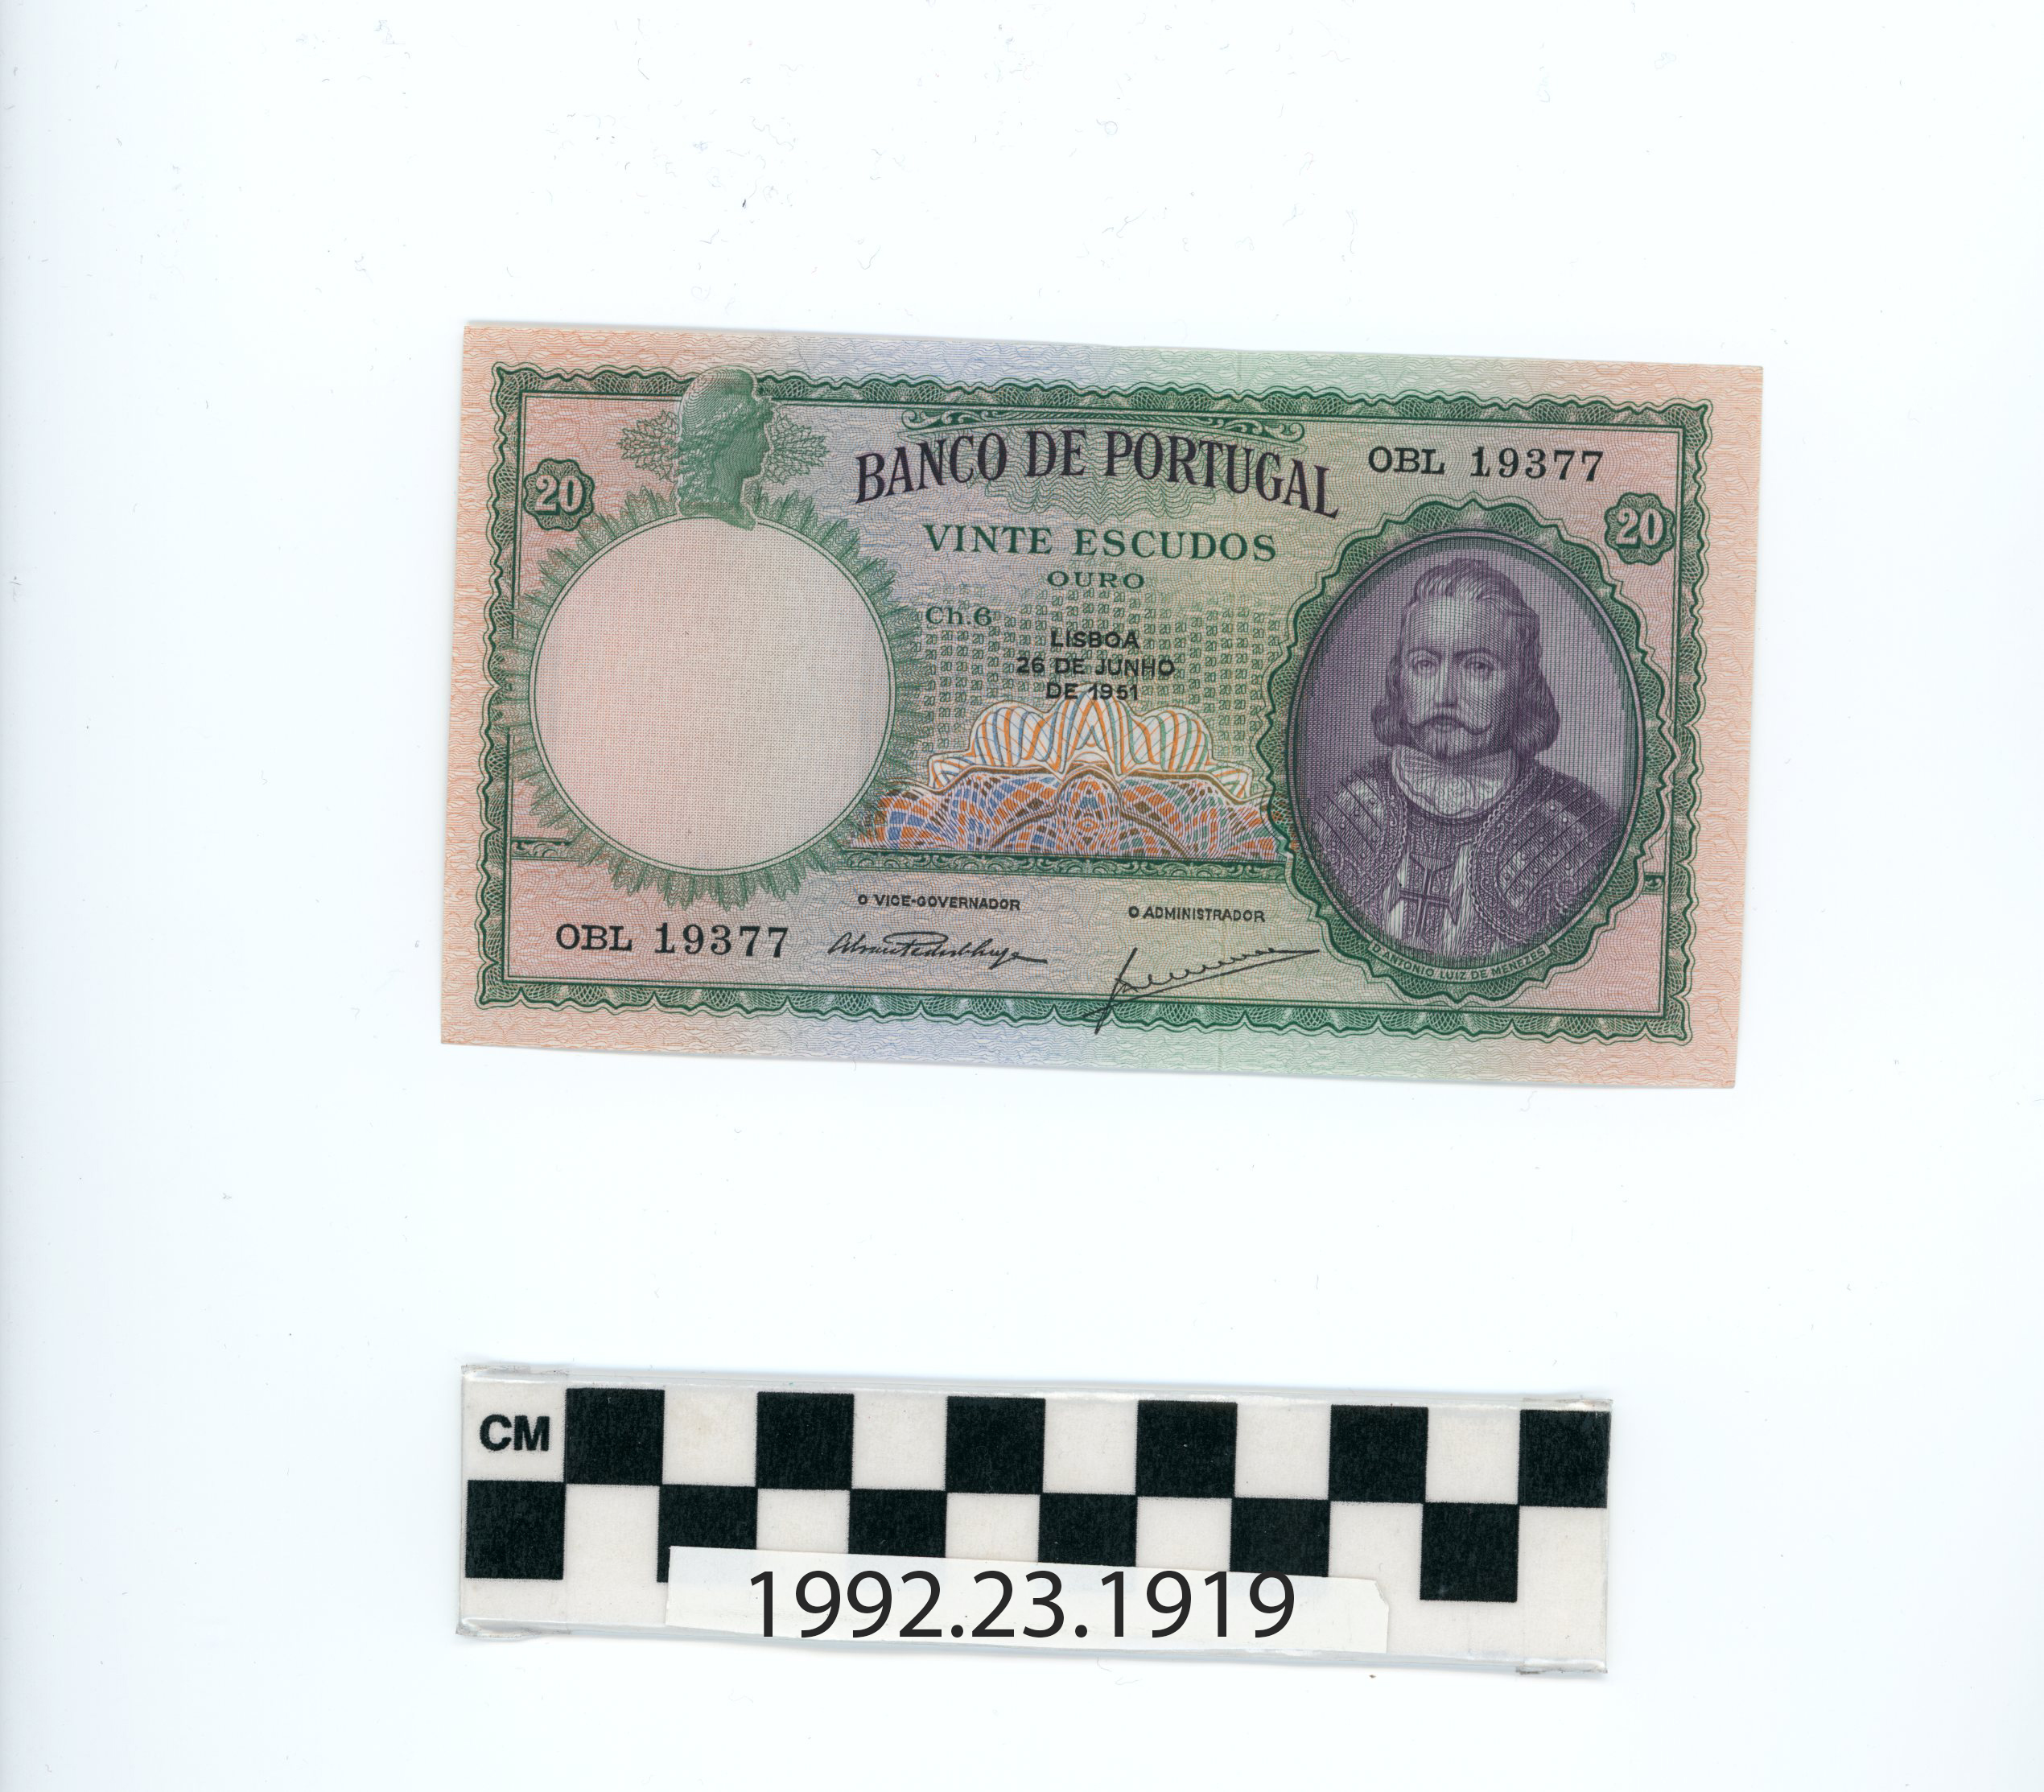 BANCO DE PORTUGAL
OBL 19377
20
20
VINTE ESCUDOS
OURO
Ch.6
LISBOA
26 DE JUNHO
DE 1951
O VICE-GOVERNADOR
O ADMINISTRADOR
OBL 19377
D. ANTONIO LUIZ DE MENEZES
CM
1992.23.1919